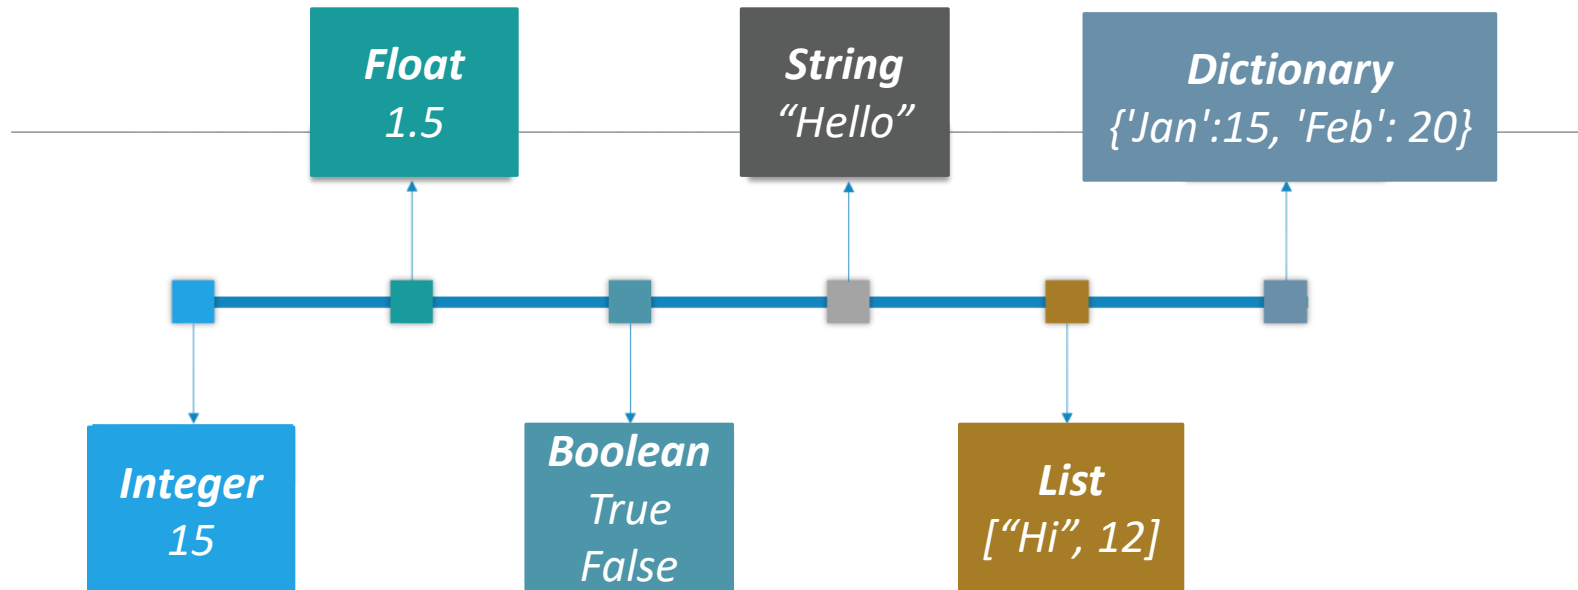 Float
1.5
String
“Hello”
Dictionary
{'Jan':15, 'Feb': 20}
Integer
15
Boolean
True
False
List
[“Hi”, 12]